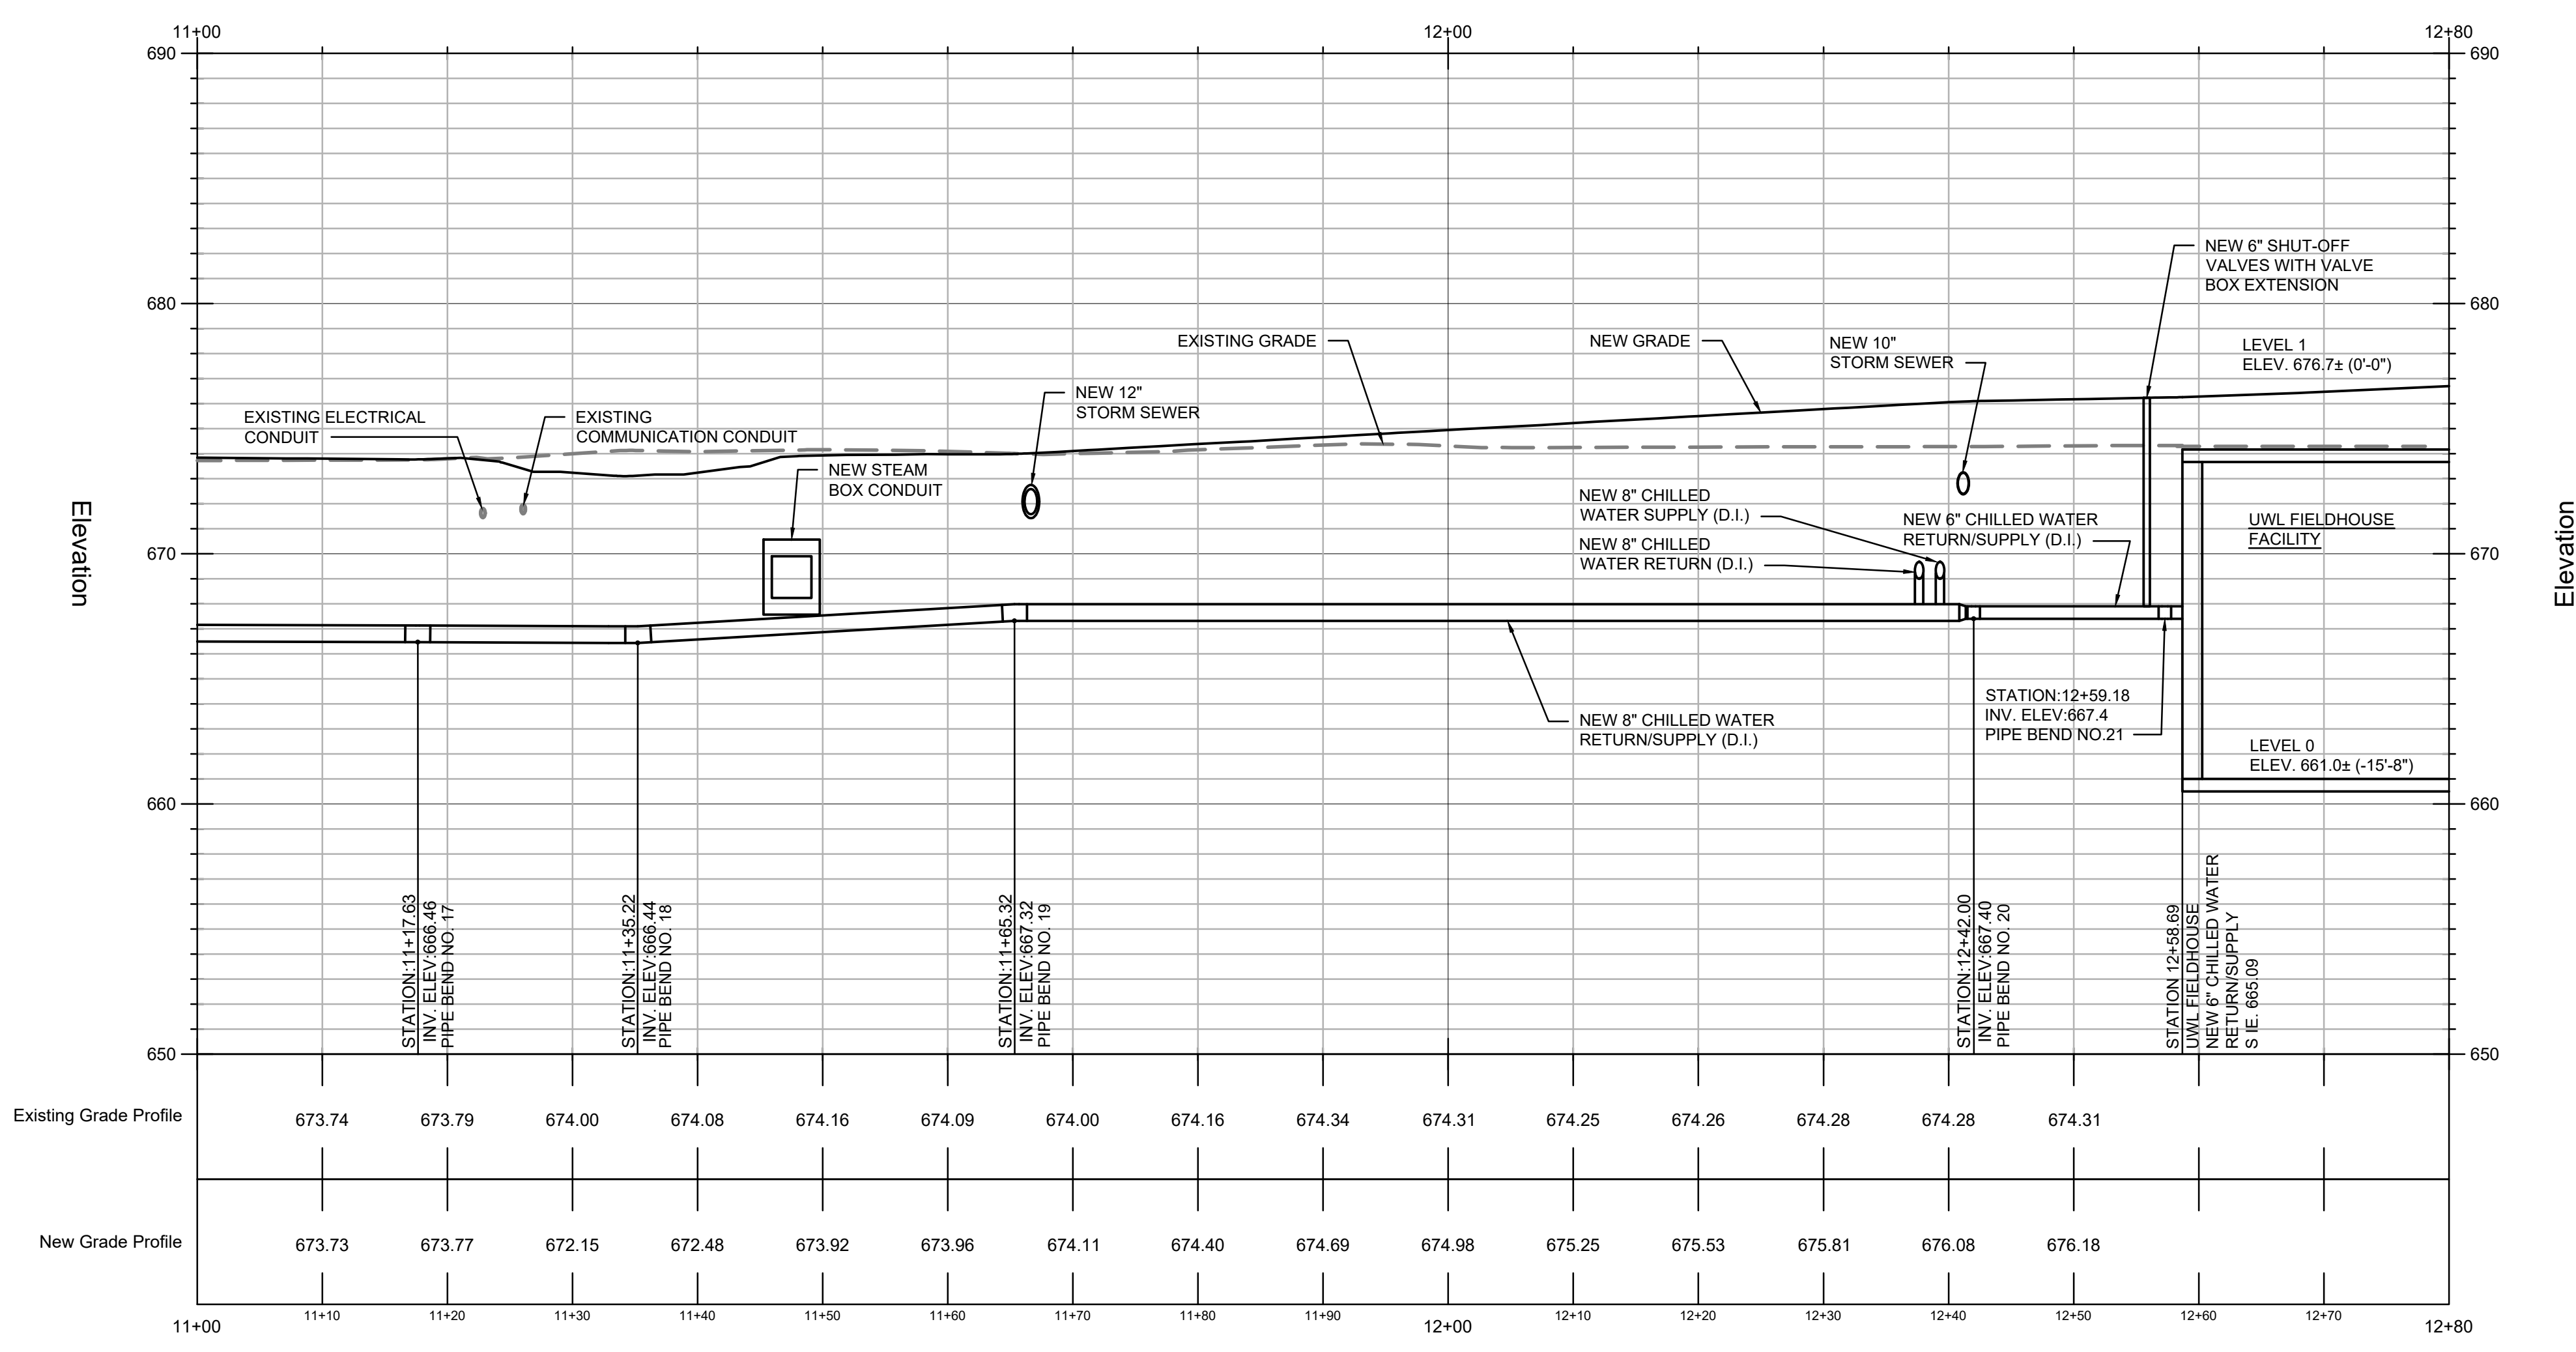 11+00
12+00
12+80
690
690
680
680
670
670
660
660
650
650
Elevation
Elevation
NEW 6" SHUT-OFF
VALVES WITH VALVE
BOX EXTENSION
EXISTING GRADE
NEW GRADE
NEW 10"
STORM SEWER
LEVEL 1
ELEV. 676.7± (0'-0")
NEW 12"
STORM SEWER
EXISTING ELECTRICAL
CONDUIT
EXISTING
COMMUNICATION CONDUIT
NEW STEAM
BOX CONDUIT
NEW 8" CHILLED
WATER SUPPLY (D.I.)
NEW 8" CHILLED
WATER RETURN (D.I.)
NEW 6" CHILLED WATER
RETURN/SUPPLY (D.I.)
UWL FIELDHOUSE
FACILITY
STATION:12+59.18
INV. ELEV:667.4
PIPE BEND NO.21
NEW 8" CHILLED WATER
RETURN/SUPPLY (D.I.)
LEVEL 0
ELEV. 661.0± (-15'-8")
STATION:11+17.63
INV. ELEV:666.46
PIPE BEND NO. 17
STATION:11+35.22
INV. ELEV:666.44
PIPE BEND NO. 18
STATION:11+65.32
INV. ELEV:667.32
PIPE BEND NO. 19
STATION:12+42.00
INV. ELEV:667.40
PIPE BEND NO. 20
STATION 12+58.69
UWL FIELDHOUSE
NEW 6" CHILLED WATER
RETURN/SUPPLY
S IE. 665.09
Existing Grade Profile 673.74 673.79 674.00 674.08 674.16 674.09 674.00 674.16 674.34 674.31 674.25 674.26 674.28 674.28 674.31
New Grade Profile 673.73 673.77 672.15 672.48 673.92 673.96 674.11 674.40 674.69 674.98 675.25 675.53 675.81 676.08 676.18
11+10 11+20 11+30 11+40 11+50 11+60 11+70 11+80 11+90 12+10 12+20 12+30 12+40 12+50 12+60 12+70
11+00 12+00 12+80